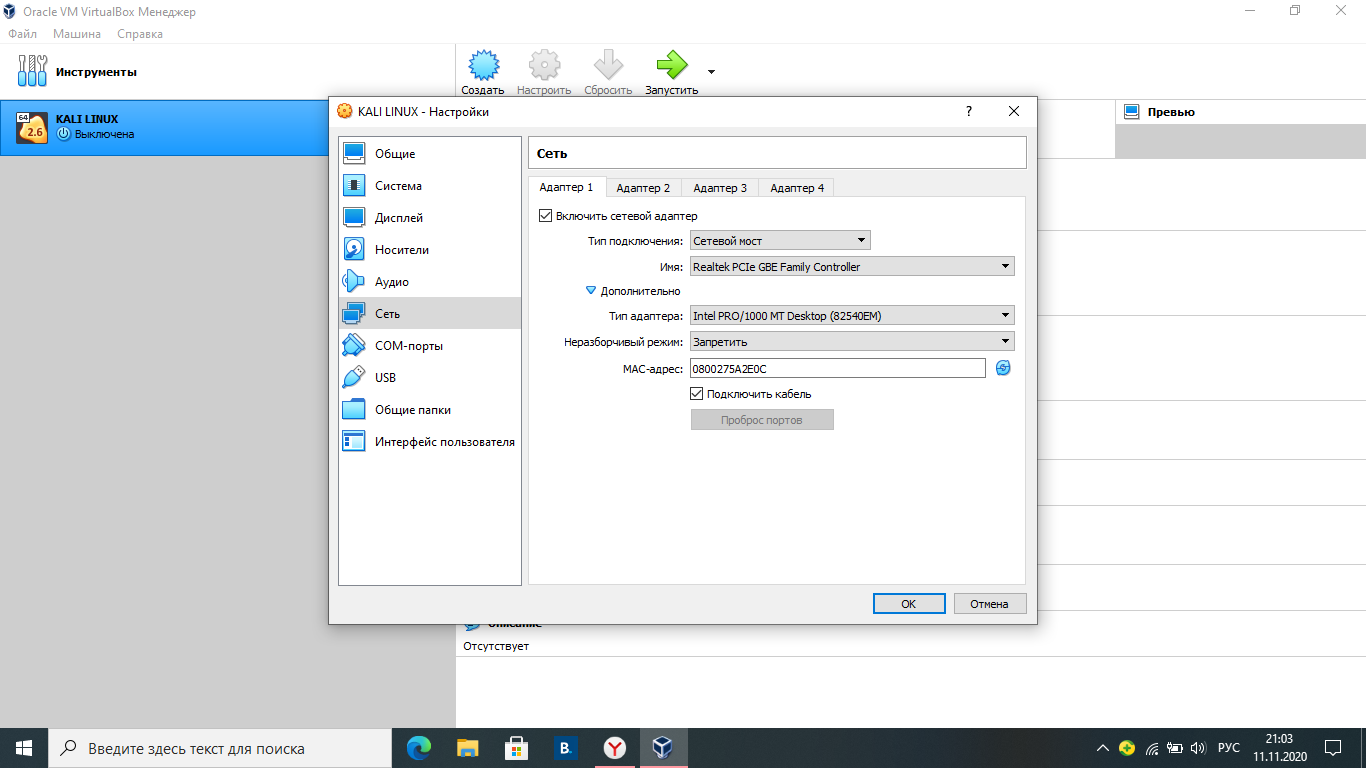 Oracle VM VirtualBox Менеджер
Файл Машина Справка
Инструменты
Создать Настроить Сбросить Запустить
64
2.6
KALI LINUX
Выключена
Превью
KALI LINUX - Настройки
?
Общие
Система
Дисплей
Носители
Аудио
Сеть
COM-порты
USB
Общие папки
Интерфейс пользователя
Сеть
Адаптер 1 Адаптер 2 Адаптер 3 Адаптер 4
Включить сетевой адаптер
Тип подключения: Сетевой мост
Имя: Realtek PCIe GBE Family Controller
Дополнительно
Тип адаптера: Intel PRO/1000 MT Desktop (82540EM)
Неразборчивый режим: Запретить
MAC-адрес: 0800275A2E0C
Подключить кабель
Проброс портов
OK Отмена
Описание
Отсутствует
Введите здесь текст для поиска
B.
Y
РУС
21:03
11.11.2020